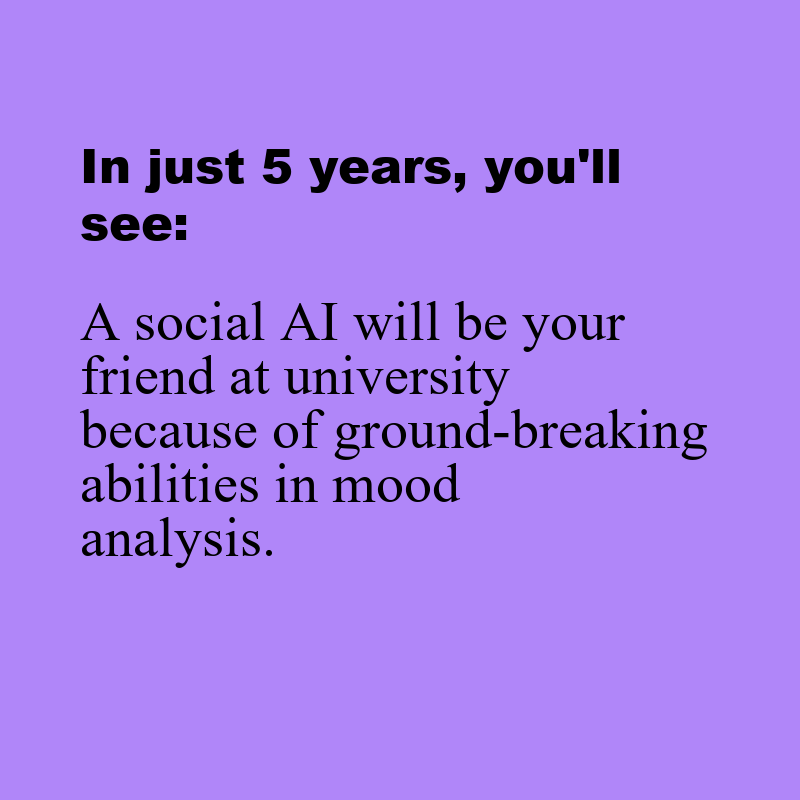 In just 5 years, you'll
see:
A social AI will be your
friend at university
because of ground-breaking
abilities in mood
analysis.